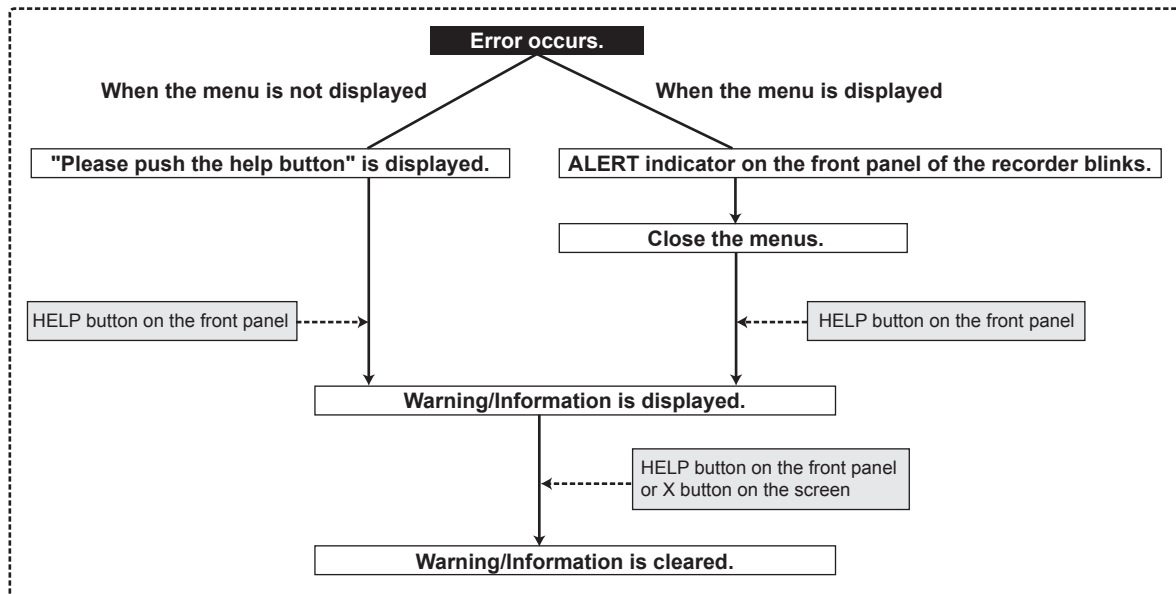 Error occurs.
When the menu is not displayed
When the menu is displayed
"Please push the help button" is displayed.
ALERT indicator on the front panel of the recorder blinks.
Close the menus.
HELP button on the front panel
HELP button on the front panel
Warning/Information is displayed.
HELP button on the front panel
or X button on the screen
Warning/Information is cleared.